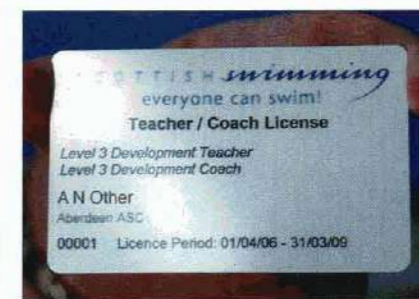 SCOTTISH swimming
everyone can swim!
Teacher / Coach License
Level 3 Development Teacher
Level 3 Development Coach
A N Other
Aberdeen ASC
00001 Licence Period: 01/04/06 - 31/03/09